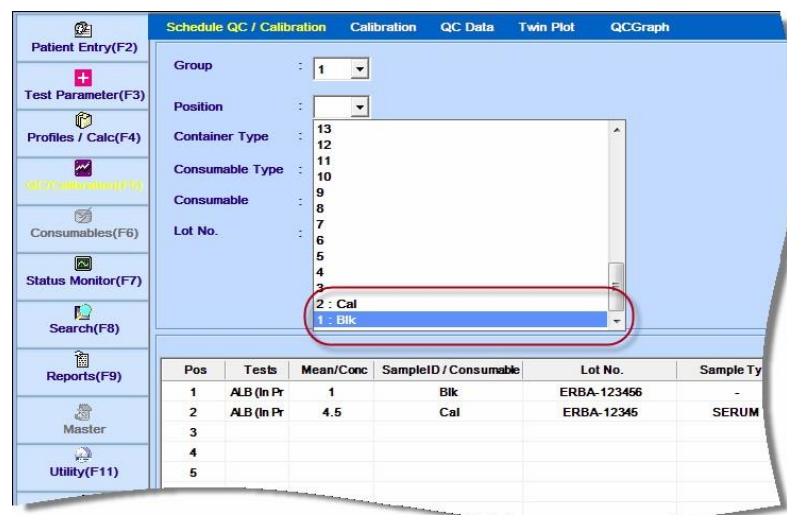 Schedule QC / Calibration Calibration QC Data Twin Plot QCGraph
Patient Entry(F2)
Test Parameter(F3)
Profiles / Calc(F4)
QC/Calibration(F5)
Consumables(F6)
Status Monitor(F7)
Search(F8)
Reports(F9)
Master
Utility(F11)
Group : 1
Position :
Container Type :
Consumable Type :
Consumable :
Lot No. :
13
12
11
10
9
8
7
6
5
4
3
2 : Cal
1 : Blk
Pos Tests Mean/Conc SampleID / Consumable Lot No. Sample Ty
1 ALB (In Pr 1 Blk ERBA-123456 -
2 ALB (In Pr 4.5 Cal ERBA-12345 SERUM
3
4
5